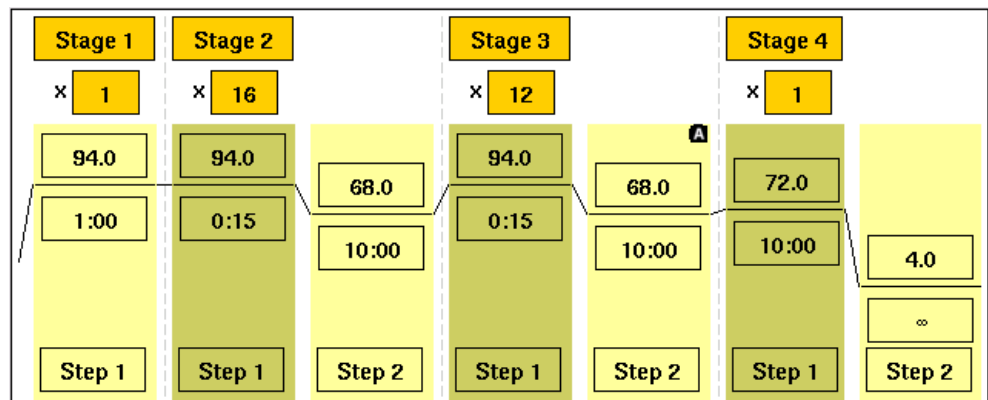 Stage 1 Stage 2 Stage 3 Stage 4
X 1 X 16 X 12 X 1
A
94.0 94.0 68.0 94.0 68.0 72.0 4.0
1:00 0:15 10:00 0:15 10:00 10:00 ∞
Step 1 Step 1 Step 2 Step 1 Step 2 Step 1 Step 2